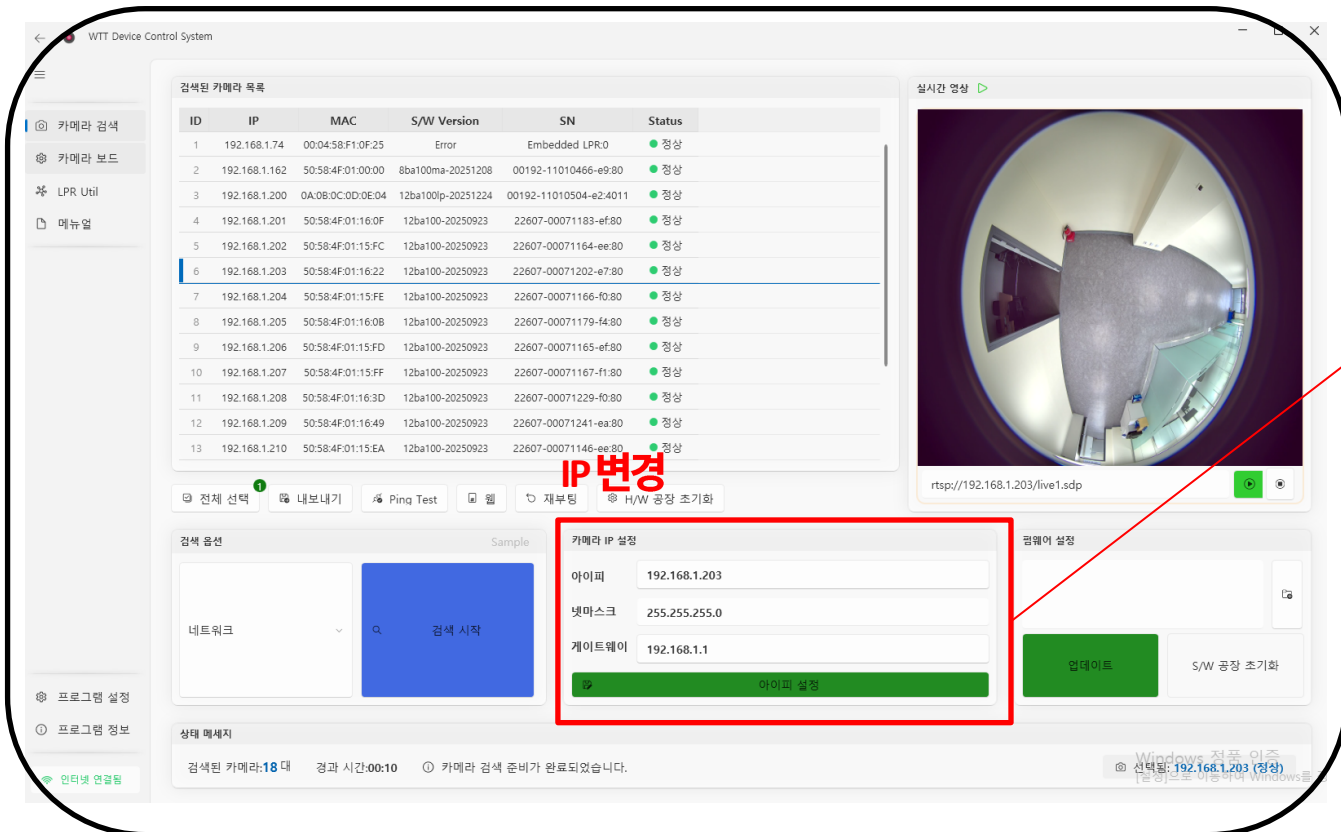 WTT Device Control System
카메라 검색
카메라 보드
LPR Util
메뉴얼
프로그램 설정
프로그램 정보
인터넷 연결됨
검색된 카메라 목록
ID IP MAC S/W Version SN Status
1 192.168.1.74 00:04:58:F1:0F:25 Error Embedded LPR:0 정상
2 192.168.1.162 50:58:4F:01:00:00 8ba100ma-20251208 00192-11010466-e9:80 정상
3 192.168.1.200 0A:0B:0C:0D:0E:04 12ba100lp-20251224 00192-11010504-e2:4011 정상
4 192.168.1.201 50:58:4F:01:16:0F 12ba100-20250923 22607-00071183-ef:80 정상
5 192.168.1.202 50:58:4F:01:15:FC 12ba100-20250923 22607-00071164-ee:80 정상
6 192.168.1.203 50:58:4F:01:16:22 12ba100-20250923 22607-00071202-e7:80 정상
7 192.168.1.204 50:58:4F:01:15:FE 12ba100-20250923 22607-00071166-f0:80 정상
8 192.168.1.205 50:58:4F:01:16:0B 12ba100-20250923 22607-00071179-f4:80 정상
9 192.168.1.206 50:58:4F:01:15:FD 12ba100-20250923 22607-00071165-ef:80 정상
10 192.168.1.207 50:58:4F:01:15:FF 12ba100-20250923 22607-00071167-f1:80 정상
11 192.168.1.208 50:58:4F:01:16:3D 12ba100-20250923 22607-00071229-f0:80 정상
12 192.168.1.209 50:58:4F:01:16:49 12ba100-20250923 22607-00071241-ea:80 정상
13 192.168.1.210 50:58:4F:01:15:EA 12ba100-20250923 22607-00071146-ee:80 정상
IP 변경
전체 선택 1 내보내기 Ping Test 웹 재부팅 H/W 공장 초기화
실시간 영상
rtsp://192.168.1.203/live1.sdp
검색 옵션 Sample
네트워크
검색 시작
카메라 IP 설정
아이피 192.168.1.203
넷마스크 255.255.255.0
게이트웨이 192.168.1.1
아이피 설정
펌웨어 설정
업데이트
S/W 공장 초기화
상태 메세지
검색된 카메라:18 대 경과 시간:00:10 카메라 검색 준비가 완료되었습니다.
선택됨: 192.168.1.203 (정상)
Windows 정품 인증
[설정]으로 이동하여 Windows를